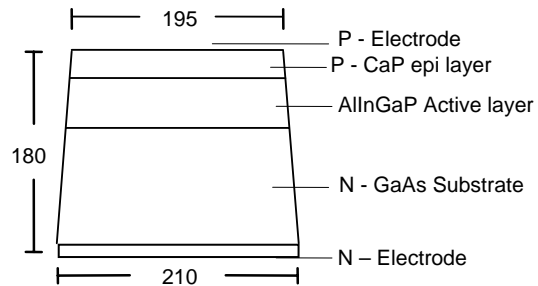 195
P - Electrode
P - CaP epi layer
AlInGaP Active layer
180
N - GaAs Substrate
N – Electrode
210